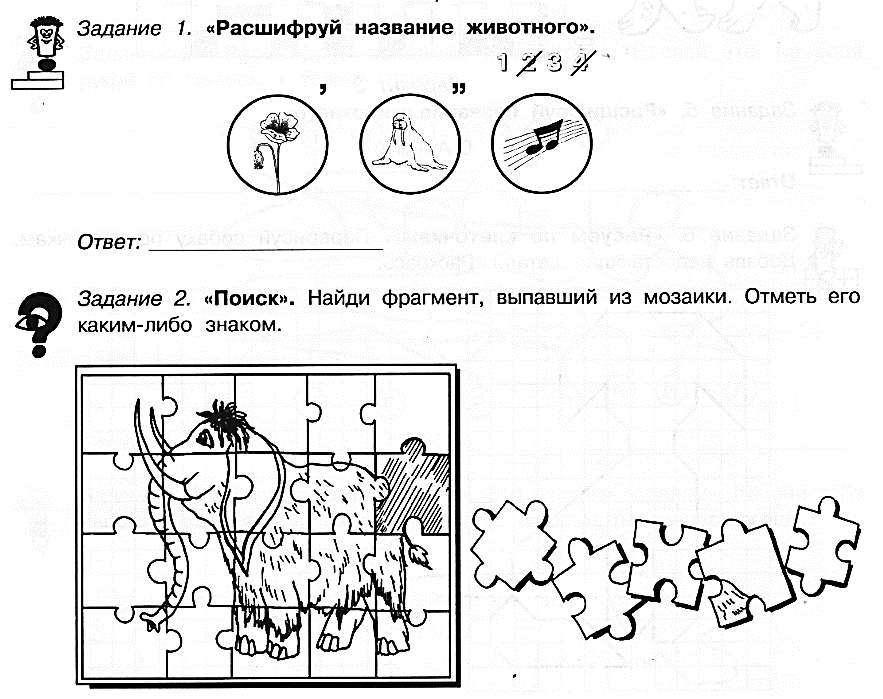 Задание 1. «Расшифруй название животного».
, „ 1 2 3 4
Ответ:
Задание 2. «Поиск». Найди фрагмент, выпавший из мозаики. Отметь его
каким-либо знаком.